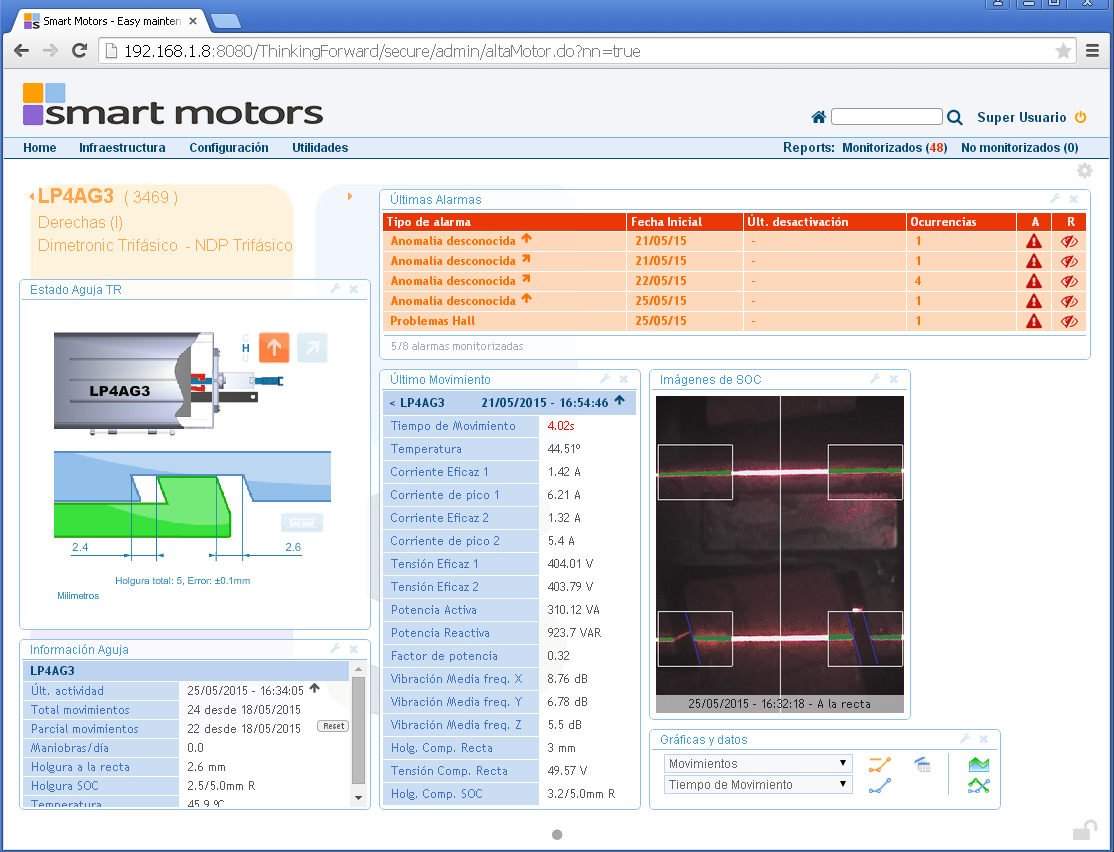 Smart Motors - Easy mainten
192.168.1.8:8080/ThinkingForward/secure/admin/altaMotor.do?nn=true
smart motors
Super Usuario
Home Infraestructura Configuración Utilidades
Reports: Monitorizados (48) No monitorizados (0)
LP4AG3 ( 3469 )
Derechas (I)
Dimetronic Trifásico - NDP Trifásico
Últimas Alarmas
Tipo de alarma Fecha Inicial Últ. desactivación Ocurrencias A R
Anomalia desconocida 21/05/15 - 1
Anomalia desconocida 21/05/15 - 1
Anomalia desconocida 22/05/15 - 4
Anomalia desconocida 25/05/15 - 1
Problemas Hall 25/05/15 - 1
5/8 alarmas monitorizadas
Estado Aguja TR
H
LP4AG3
2.4 2.6
Holgura total: 5, Error: ±0.1mm
Milímetros
Información Aguja
LP4AG3
Últ. actividad 25/05/2015 - 16:34:05
Total movimientos 24 desde 18/05/2015
Parcial movimientos 22 desde 18/05/2015 Reset
Maniobras/día 0.0
Holgura a la recta 2.6 mm
Holgura SOC 2.5/5.0mm R
Temperatura 45.9 ºC
Último Movimiento
< LP4AG3 21/05/2015 - 16:54:46
Tiempo de Movimiento 4.02s
Temperatura 44.51º
Corriente Eficaz 1 1.42 A
Corriente de pico 1 6.21 A
Corriente Eficaz 2 1.32 A
Corriente de pico 2 5.4 A
Tensión Eficaz 1 404.01 V
Tensión Eficaz 2 403.79 V
Potencia Activa 310.12 VA
Potencia Reactiva 923.7 VAR
Factor de potencia 0.32
Vibración Media freq. X 8.76 dB
Vibración Media freq. Y 6.78 dB
Vibración Media freq. Z 5.5 dB
Holg. Comp. Recta 3 mm
Tensión Comp. Recta 49.57 V
Holg. Comp. SOC 3.2/5.0mm R
Imágenes de SOC
25/05/2015 - 16:32:18 - A la recta
Gráficas y datos
Movimientos
Tiempo de Movimiento